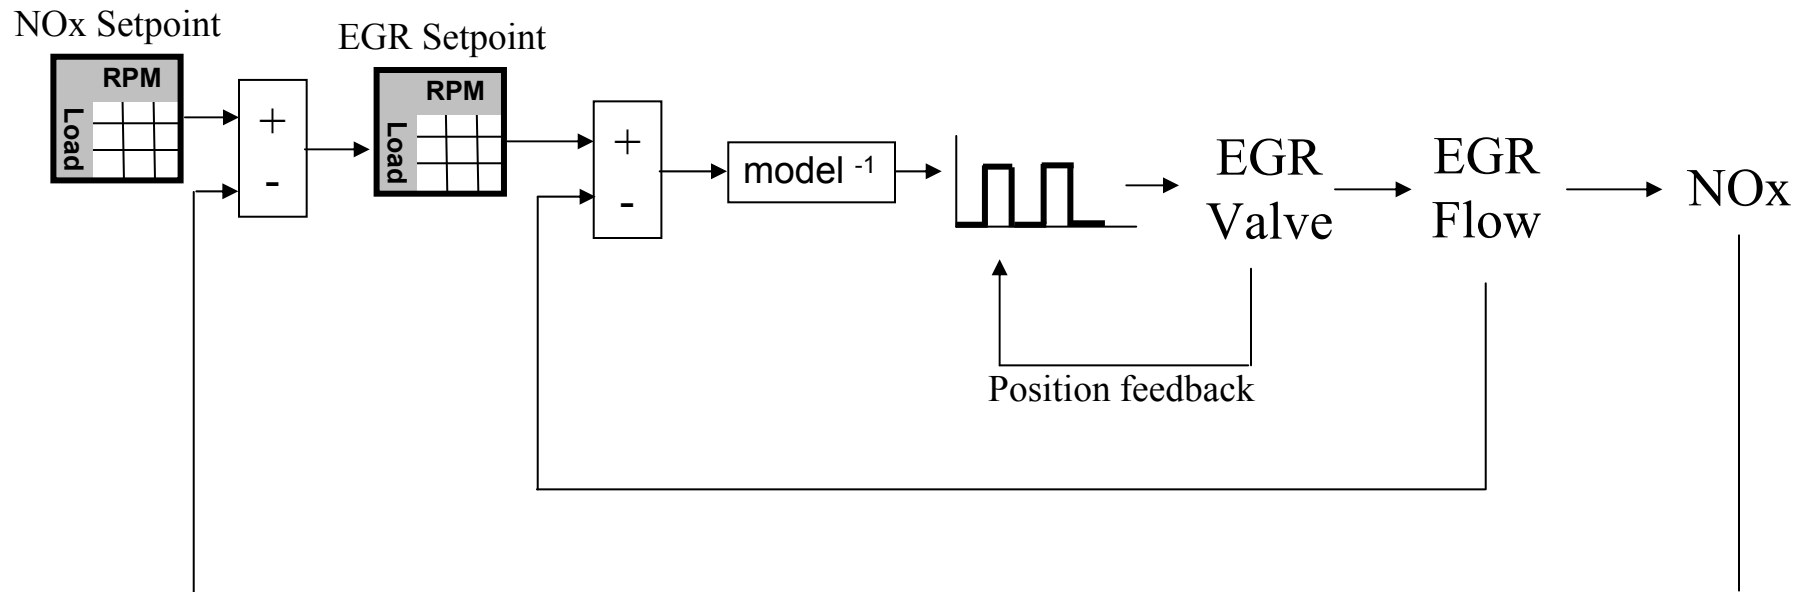 NOx Setpoint
RPM
Load
+
-
EGR Setpoint
RPM
Load
+
-
model -1
EGR
Valve
EGR
Flow
NOx
Position feedback